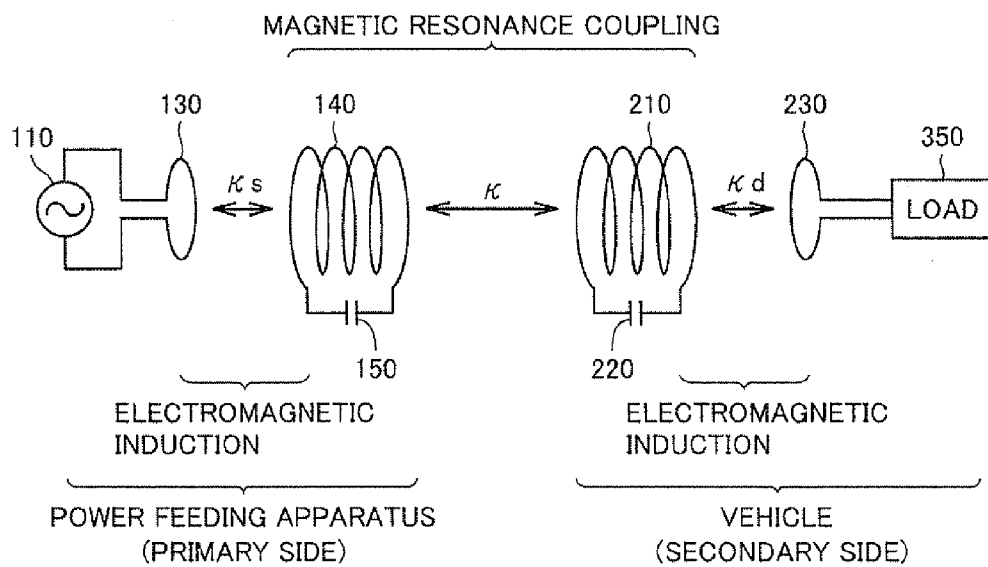 MAGNETIC RESONANCE COUPLING
110
130
140
210
230
350
κs
κ
κd
LOAD
150
220
ELECTROMAGNETIC
INDUCTION
ELECTROMAGNETIC
INDUCTION
POWER FEEDING APPARATUS
(PRIMARY SIDE)
VEHICLE
(SECONDARY SIDE)